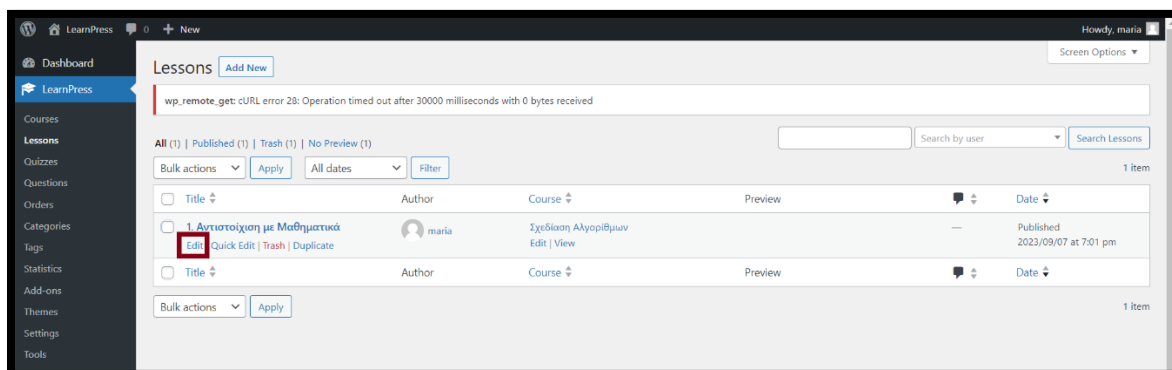 LearnPress 0 + New Howdy, maria
Screen Options ▼
Dashboard
LearnPress
Courses
Lessons
Quizzes
Questions
Orders
Categories
Tags
Statistics
Add-ons
Themes
Settings
Tools
Lessons Add New
wp_remote_get: cURL error 28: Operation timed out after 30000 milliseconds with 0 bytes received
All (1) | Published (1) | Trash (1) | No Preview (1)
Search by user Search Lessons
Bulk actions Apply All dates Filter 1 item
Title Author Course Preview Date
1. Αντιστοίχιση με Μαθηματικά maria Σχεδίαση Αλγορίθμων — Published
Edit Quick Edit | Trash | Duplicate Edit | View 2023/09/07 at 7:01 pm
Title Author Course Preview Date
Bulk actions Apply 1 item